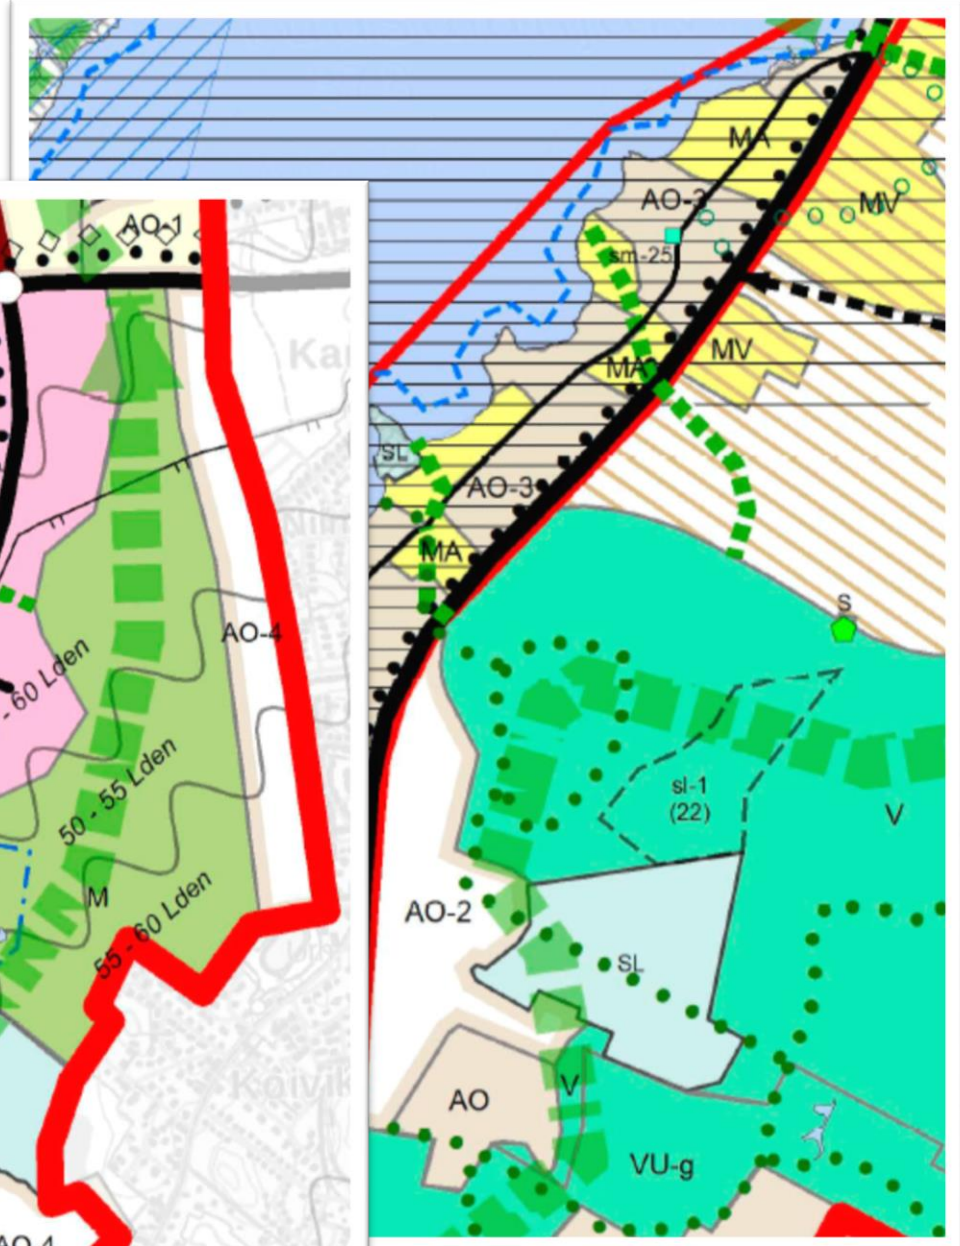 MA
AO-3
MV
sm-25
MA
MV
SL
AO-3
MA
S
sl-1
(22)
V
AO-2
SL
AO
V
VU-g
AO-1
AO-4
- 60 Lden
50 - 55 Lden
M
55 - 60 Lden
Koivik
AO-4